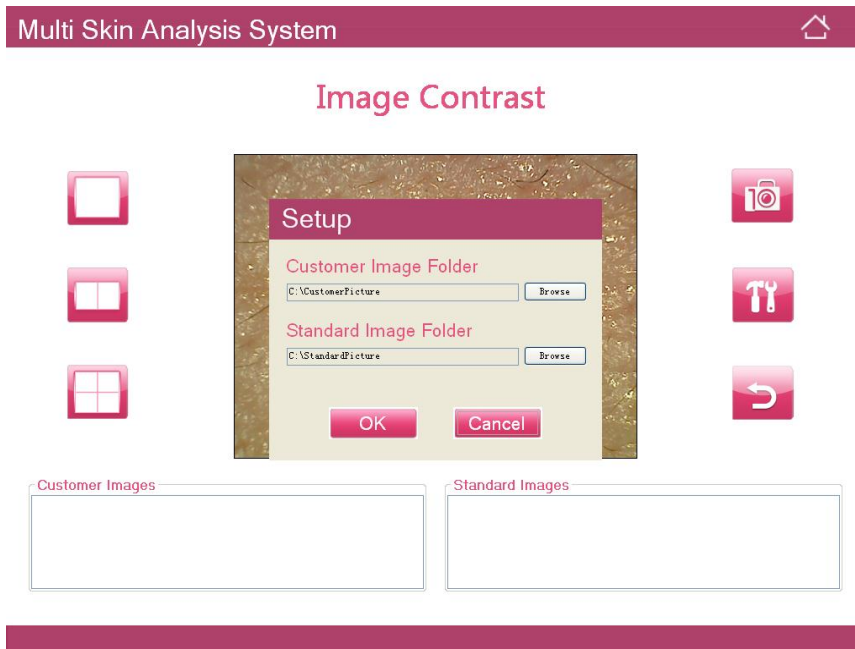 Multi Skin Analysis System
Image Contrast
Setup
Customer Image Folder
C:\CustomerPicture
Browse
Standard Image Folder
C:\StandardPicture
Browse
OK
Cancel
Customer Images
Standard Images